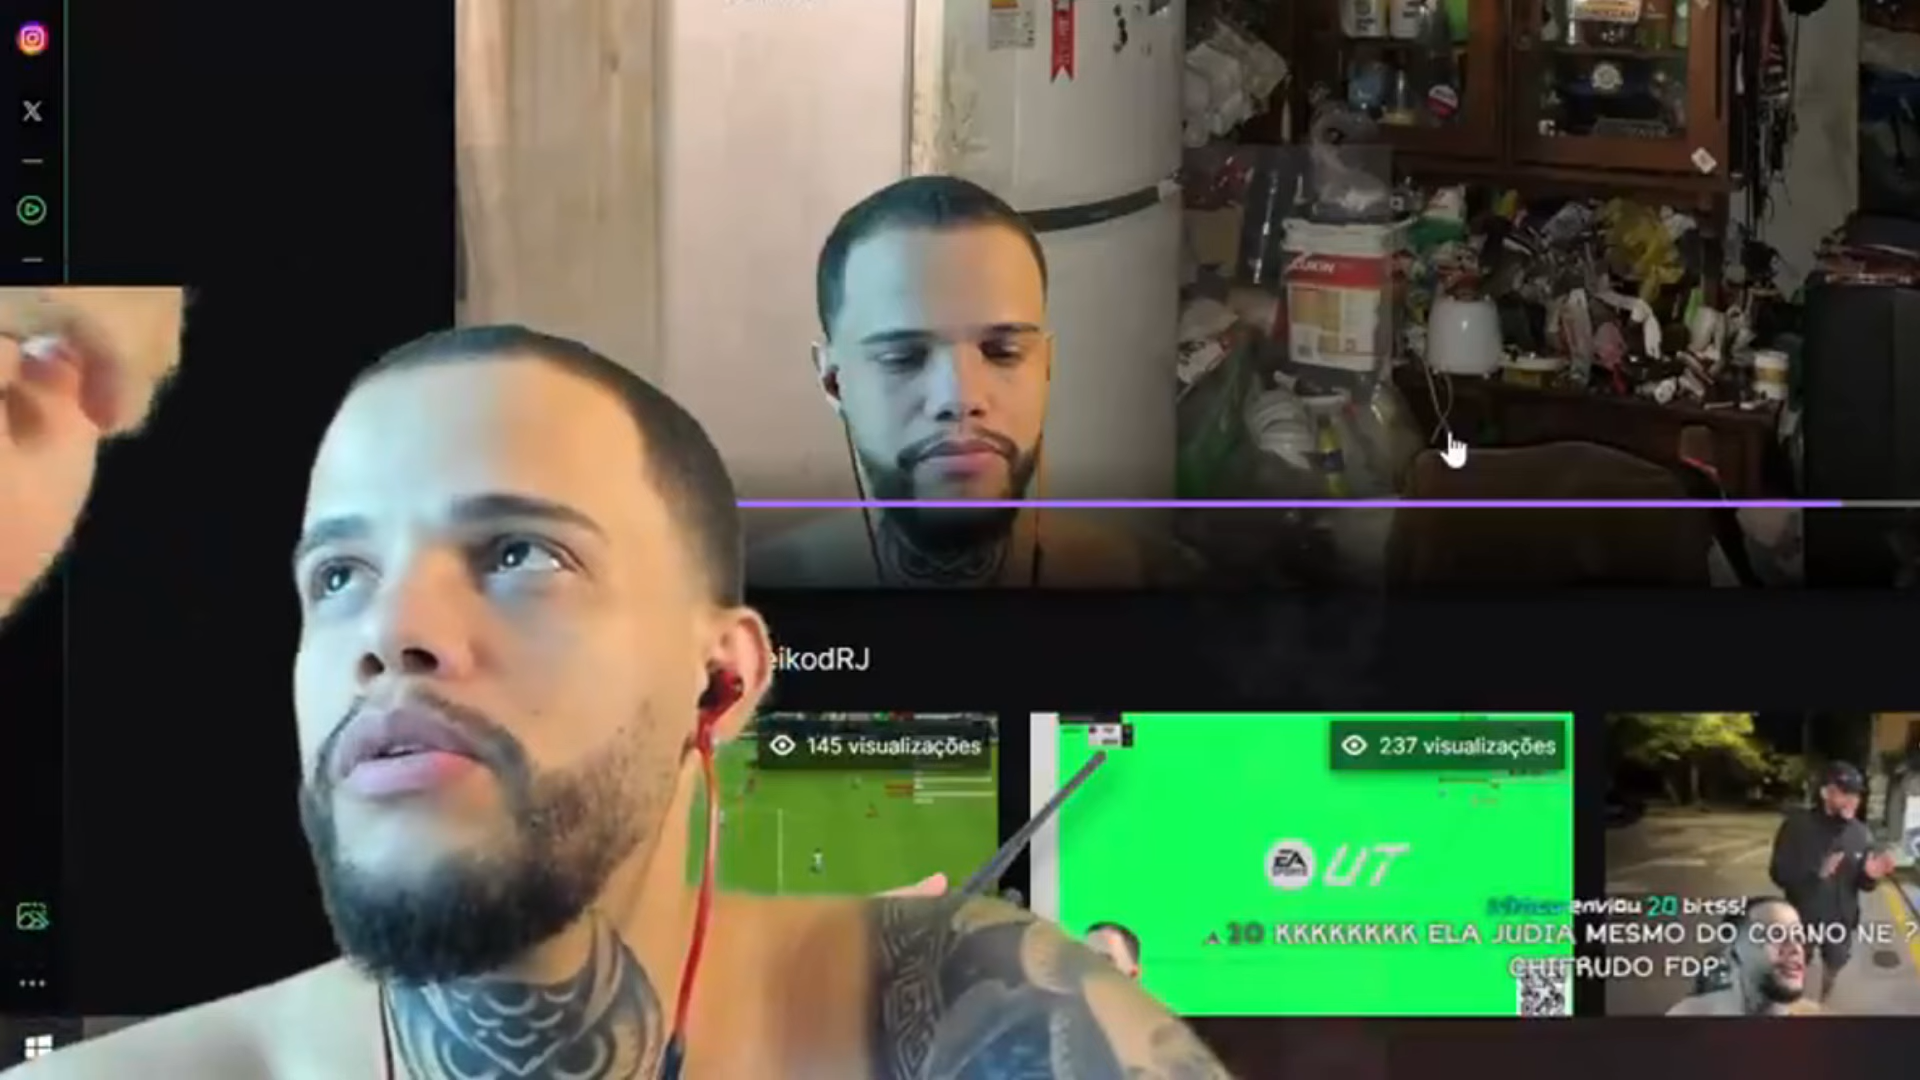 eikodRJ
145 visualizações
237 visualizações
EA
SPORTS
UT
enviou 20 bitss!
20 KKKKKKKK ELA JUDIA MESMO DO CORNO NE ?
CHIFRUDO FDP.